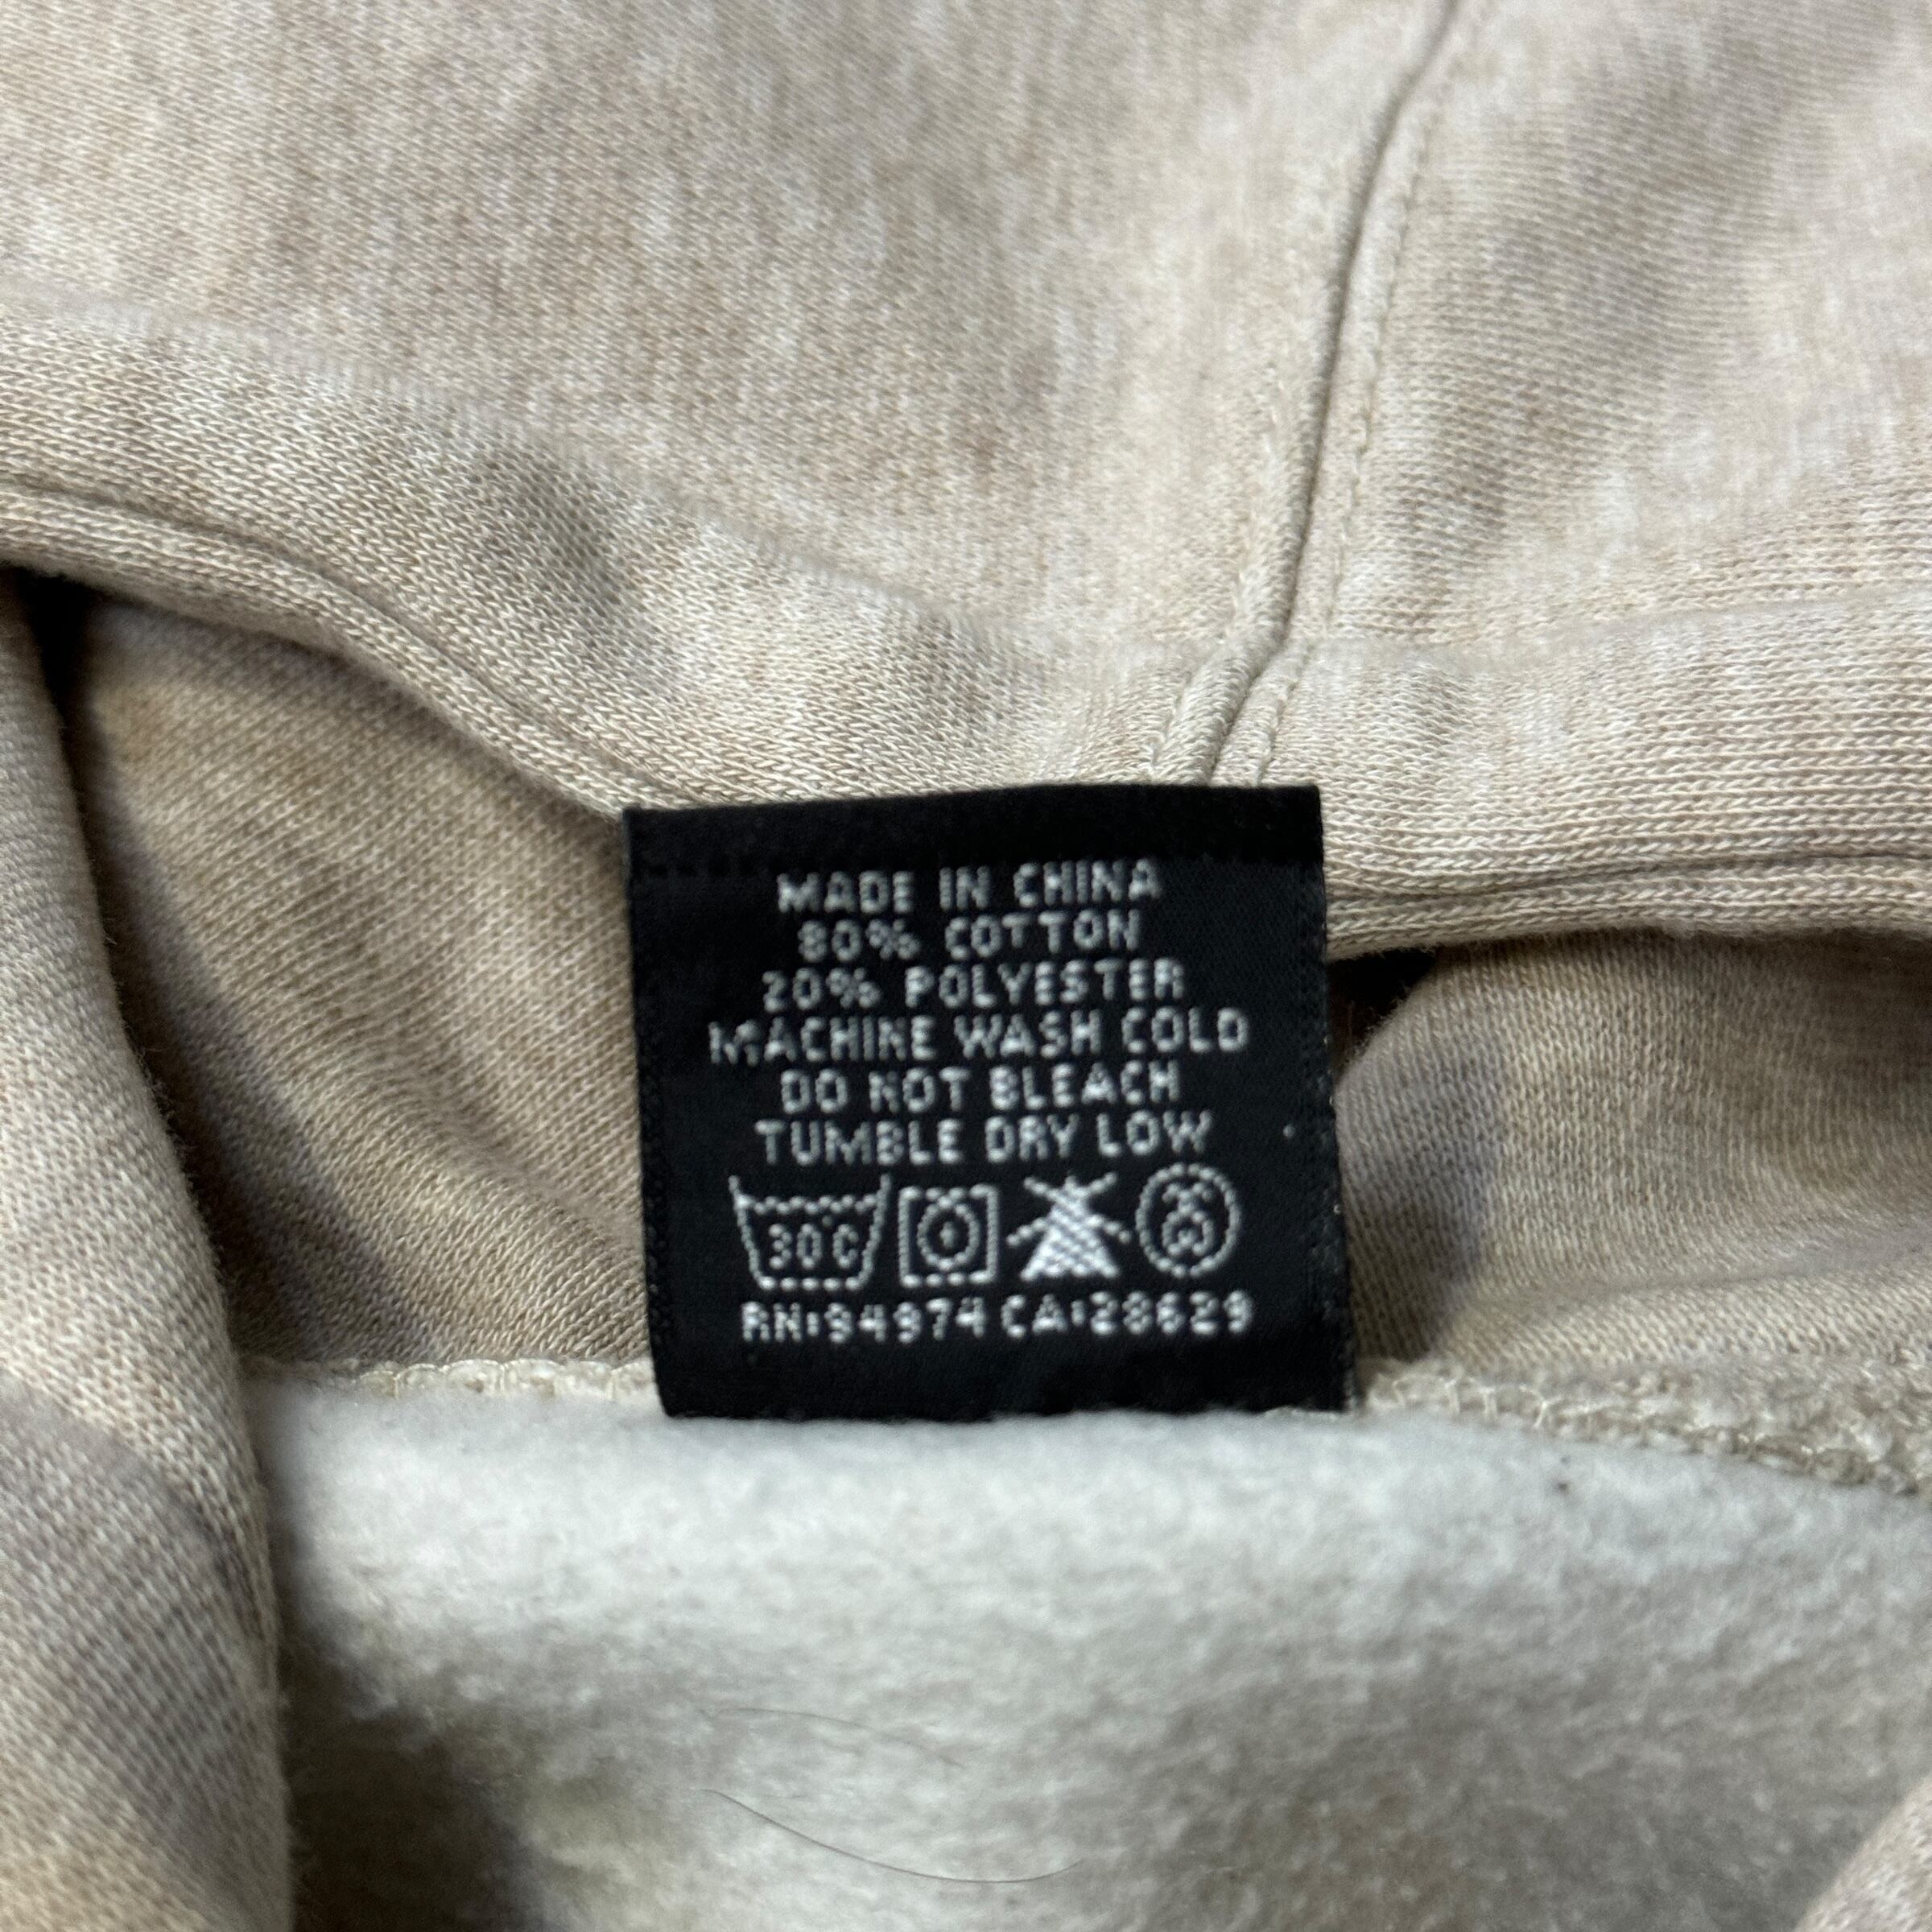 MADE IN CHINA
80% COTTON
20% POLYESTER
MACHINE WASH COLD
DO NOT BLEACH
TUMBLE DRY LOW
30°C
RN:94974 CA:28629